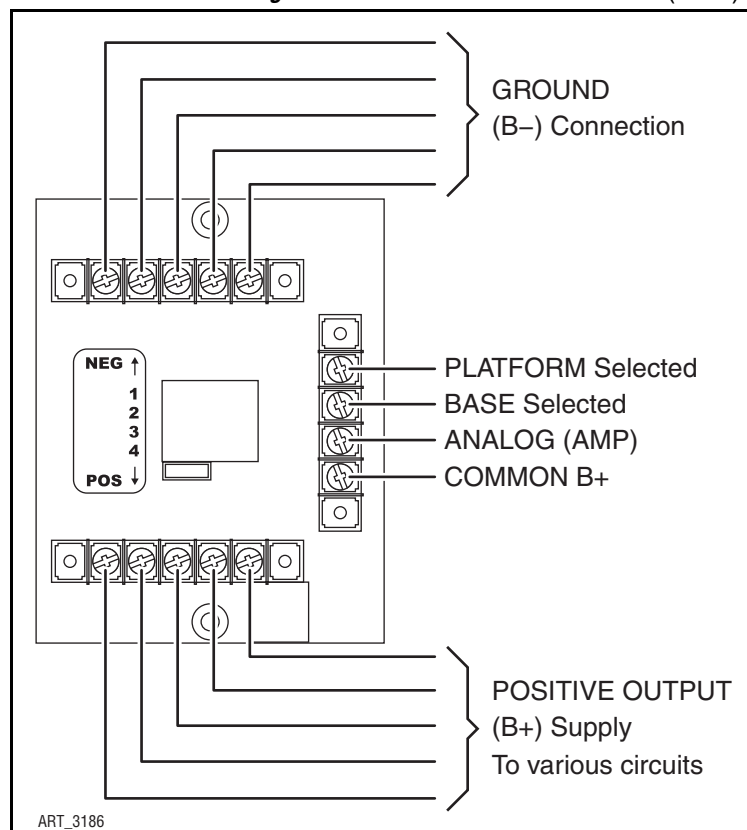 GROUND
(B–) Connection
NEG ↑
1
2
3
4
POS ↓
PLATFORM Selected
BASE Selected
ANALOG (AMP)
COMMON B+
POSITIVE OUTPUT
(B+) Supply
To various circuits
ART_3186